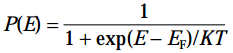 P(E) = 1 / (1 + exp(E − E_F)/KT)